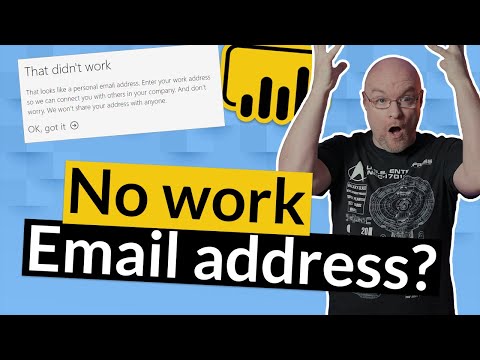 That didn't work
That looks like a personal email address. Enter your work address
so we can connect you with others in your company. And don't
worry. We won't share your address with anyone.
OK, got it
No work
Email address?